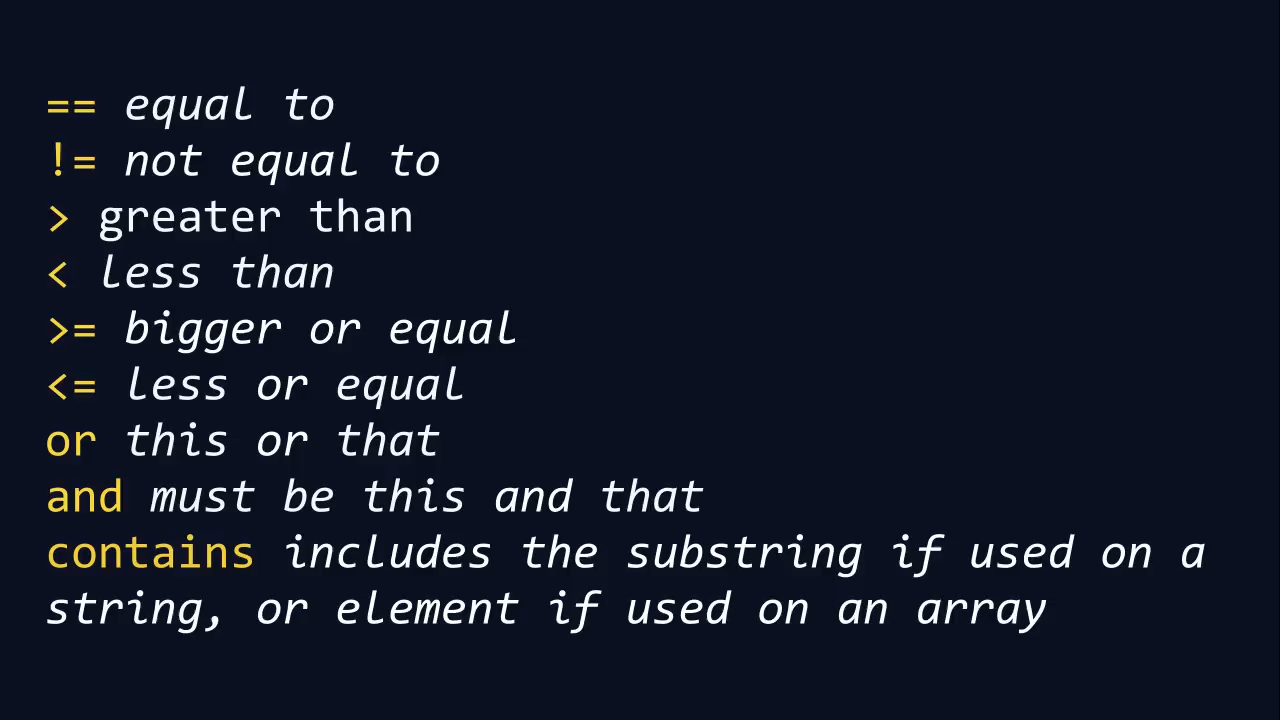 == equal to
!= not equal to
> greater than
< less than
>= bigger or equal
<= less or equal
or this or that
and must be this and that
contains includes the substring if used on a
string, or element if used on an array